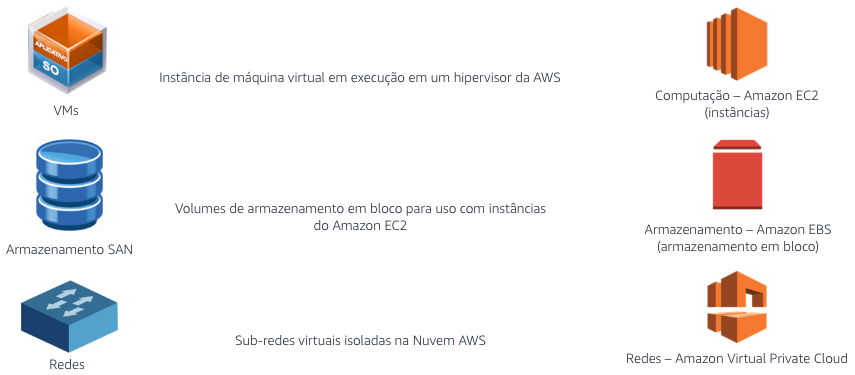 APLICATIVO
SO
VMs
Instância de máquina virtual em execução em um hipervisor da AWS
Computação – Amazon EC2
(instâncias)
Armazenamento SAN
Volumes de armazenamento em bloco para uso com instâncias
do Amazon EC2
Armazenamento – Amazon EBS
(armazenamento em bloco)
Redes
Sub-redes virtuais isoladas na Nuvem AWS
Redes – Amazon Virtual Private Cloud